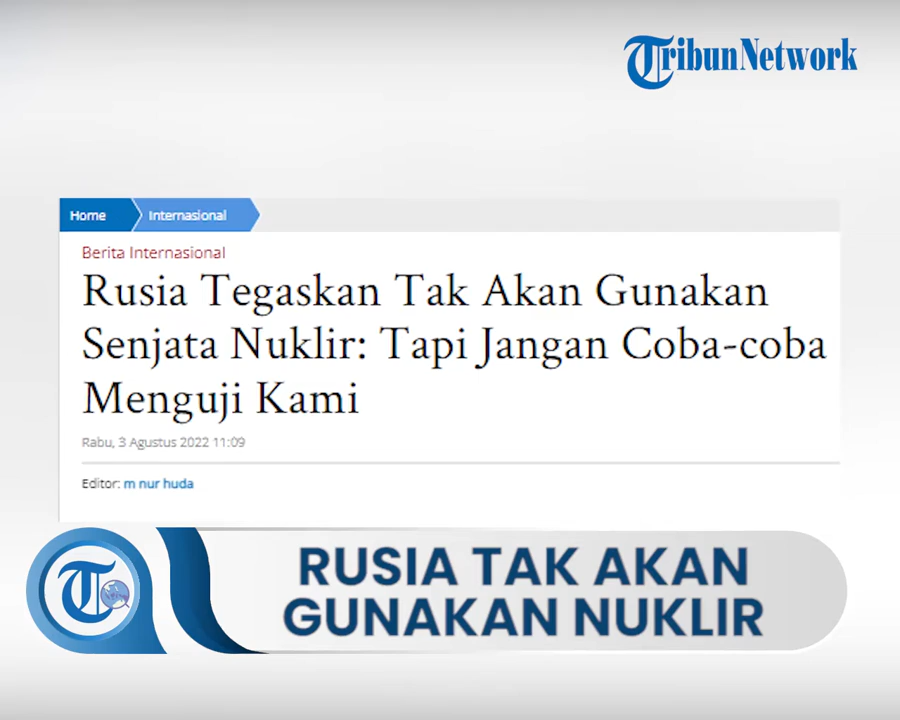 TribunNetwork
Home Internasional
Berita Internasional
Rusia Tegaskan Tak Akan Gunakan
Senjata Nuklir: Tapi Jangan Coba-coba
Menguji Kami
Rabu, 3 Agustus 2022 11:09
Editor: m nur huda
RUSIA TAK AKAN
GUNAKAN NUKLIR